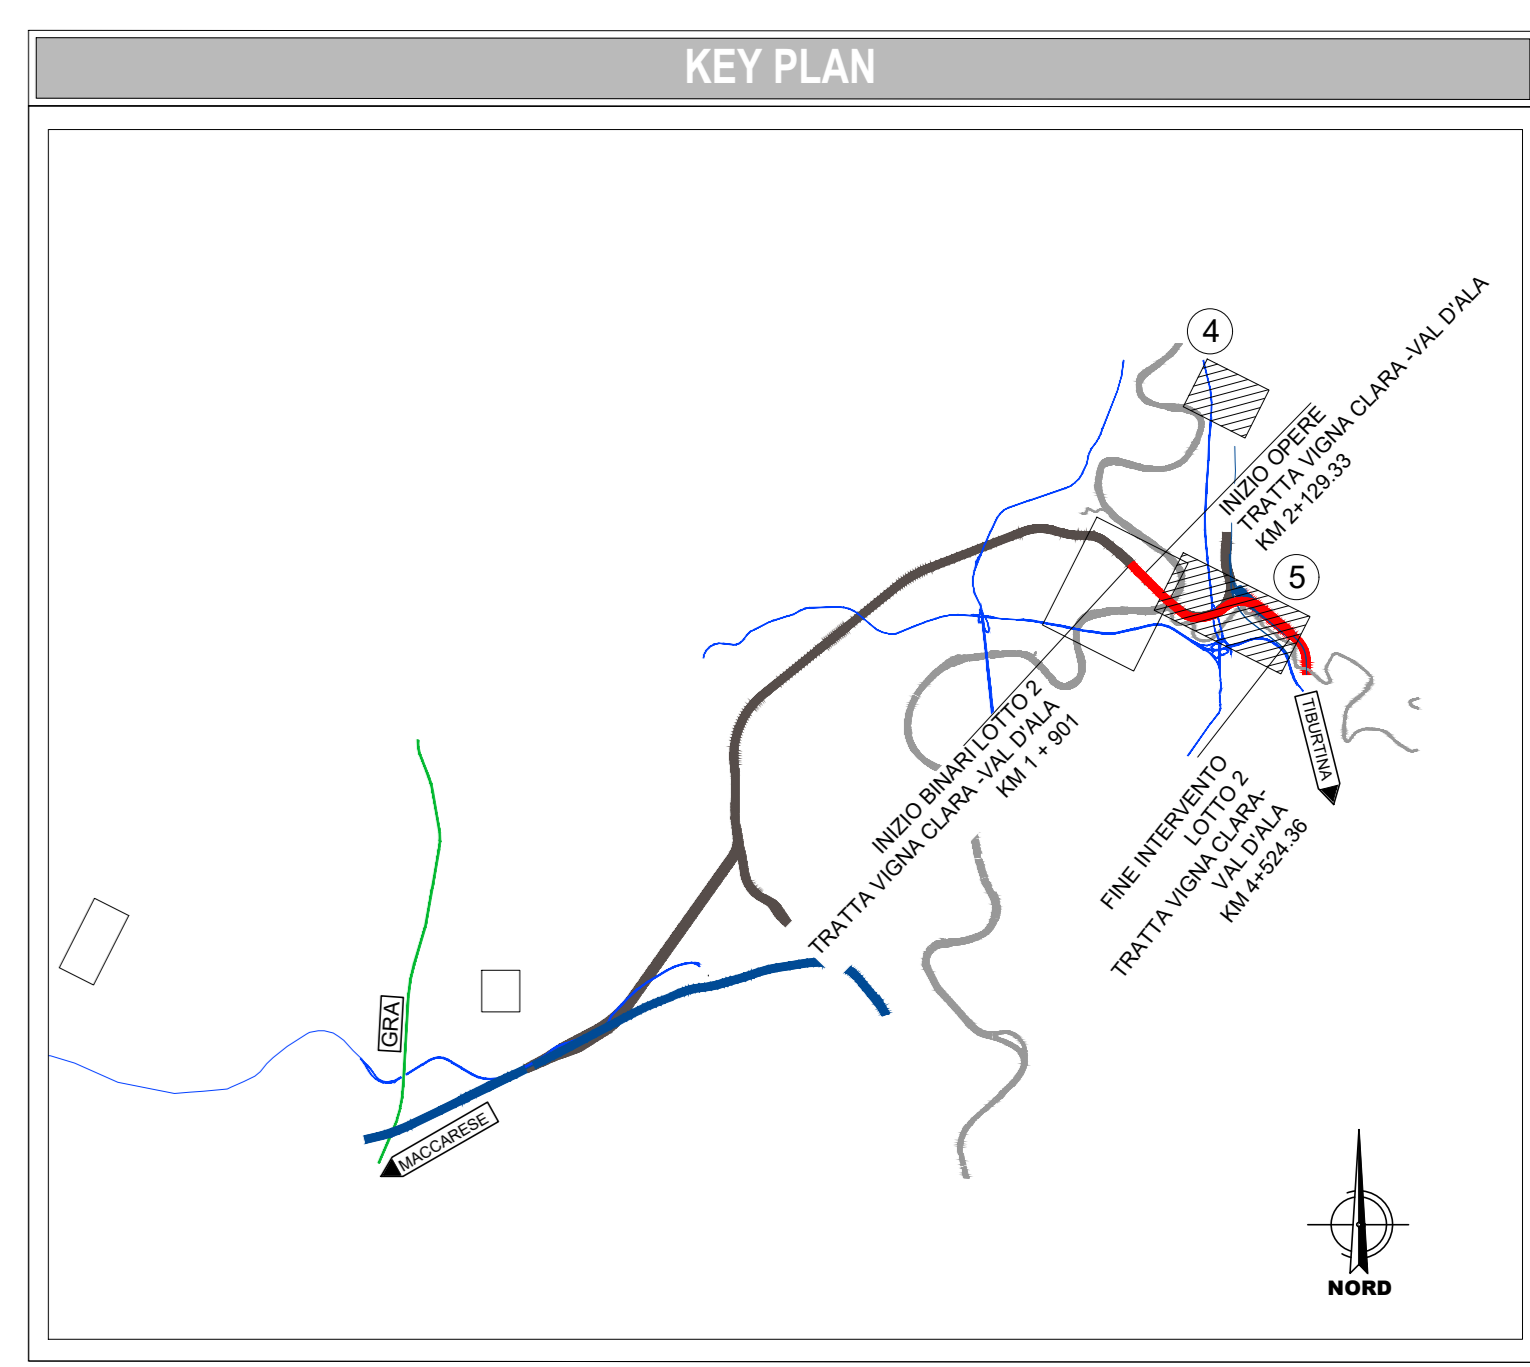 KEY PLAN
4
INIZIO OPERE
TRATTA VIGNA CLARA -VAL D'ALA
KM 2+129.33
5
INIZIO BINARI LOTTO 2
TRATTA VIGNA CLARA -VAL D'ALA
KM 1 + 901
TIBURTINA
FINE INTERVENTO
LOTTO 2
TRATTA VIGNA CLARA-
VAL D'ALA
KM 4+524.36
GRA
MACCARESE
NORD